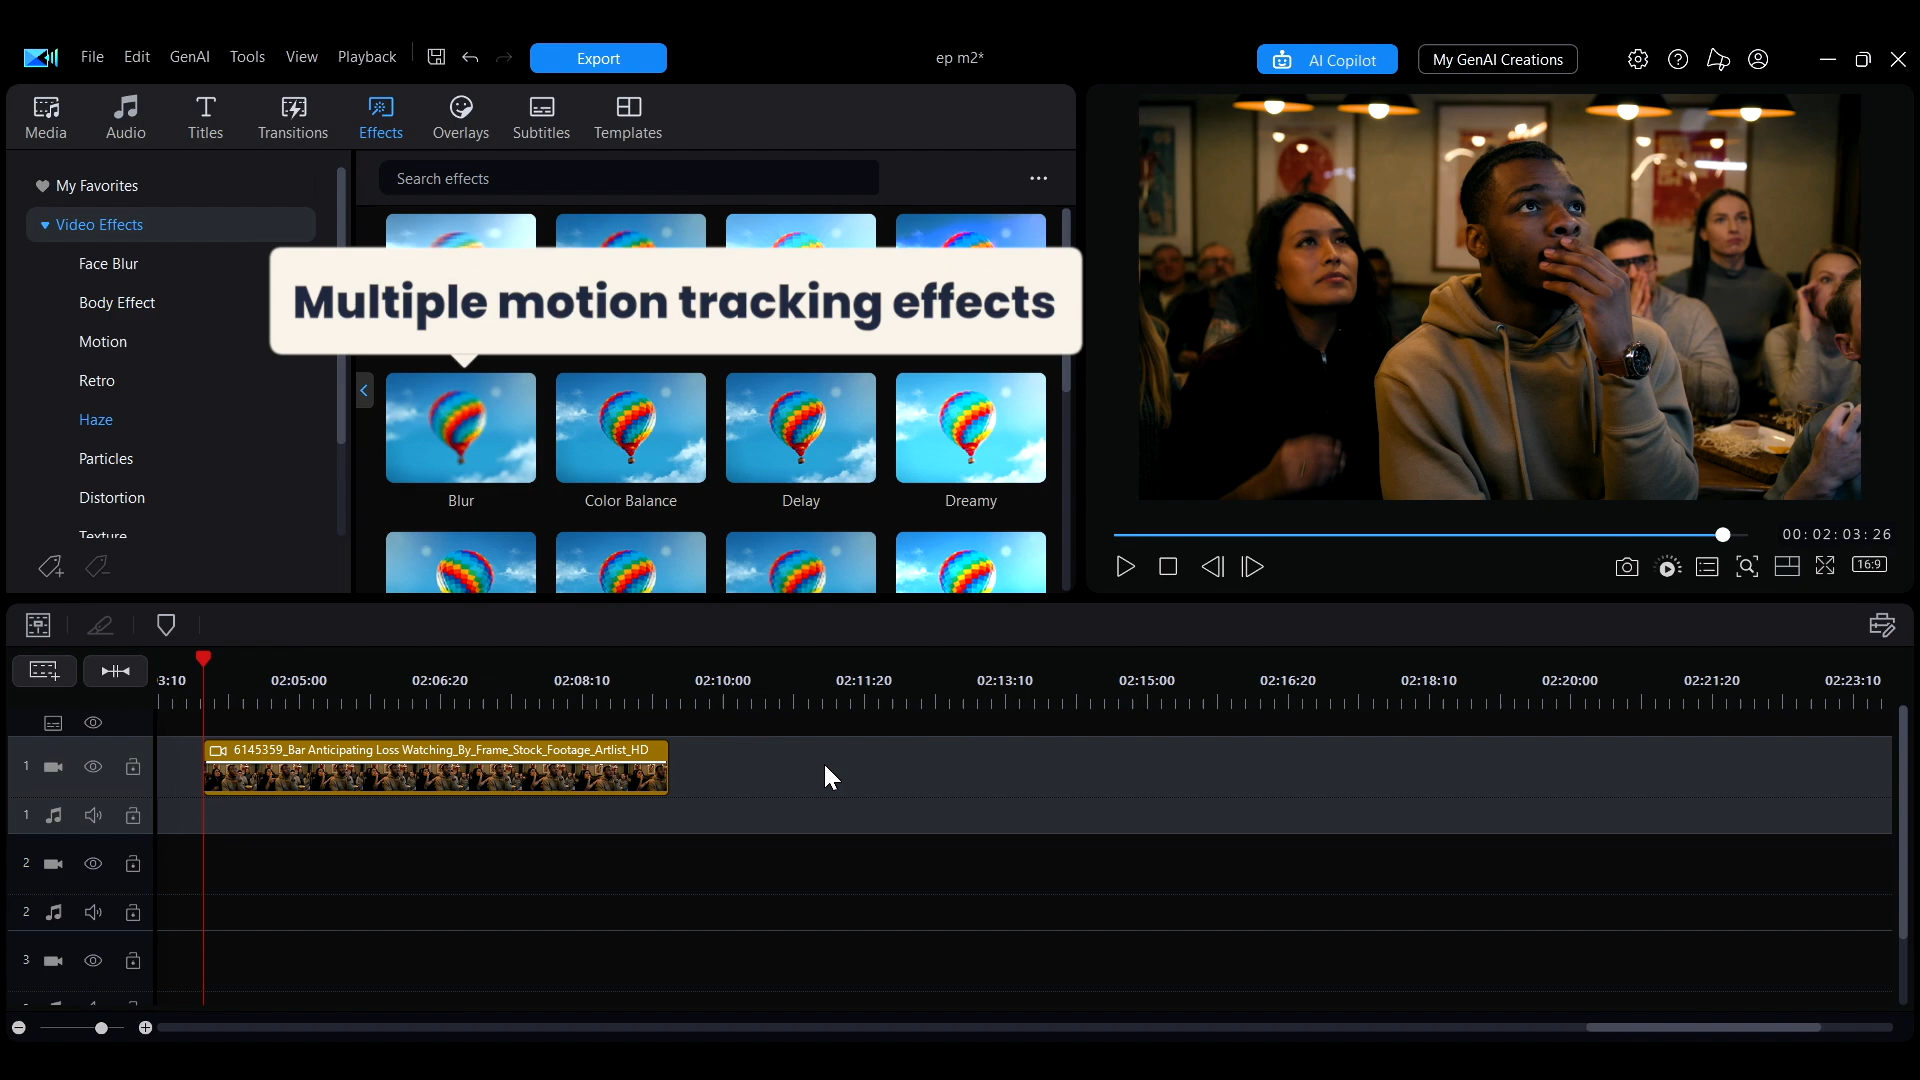 File Edit GenAI Tools View Playback Export ep m2* AI Copilot My GenAI Creations
Media Audio Titles Transitions Effects Overlays Subtitles Templates
My Favorites
Search effects
Video Effects
Face Blur
Body Effect
Multiple motion tracking effects
Motion
Retro
Haze
Particles
Distortion
Texture
Blur Color Balance Delay Dreamy
00:02:03:26
16:9
3:10 02:05:00 02:06:20 02:08:10 02:10:00 02:11:20 02:13:10 02:15:00 02:16:20 02:18:10 02:20:00 02:21:20 02:23:10
6145359_Bar Anticipating Loss Watching_By_Frame_Stock_Footage_Artlist_HD
1
1
2
2
3